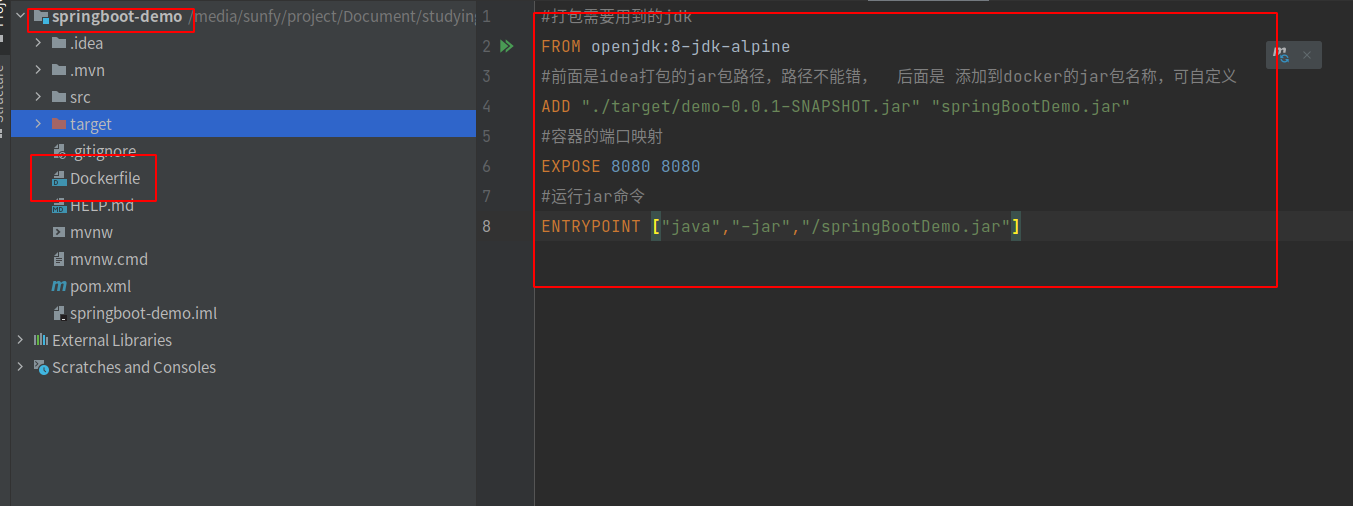 springboot-demo /media/sunfy/project/Document/studying
.idea
.mvn
src
target
.gitignore
Dockerfile
HELP.md
mvnw
mvnw.cmd
pom.xml
springboot-demo.iml
External Libraries
Scratches and Consoles
1 #打包需要用到的jdk
2 FROM openjdk:8-jdk-alpine
3 #前面是idea打包的jar包路径，路径不能错， 后面是 添加到docker的jar包名称，可自定义
4 ADD "./target/demo-0.0.1-SNAPSHOT.jar" "springBootDemo.jar"
5 #容器的端口映射
6 EXPOSE 8080 8080
7 #运行jar命令
8 ENTRYPOINT ["java","-jar","/springBootDemo.jar"]